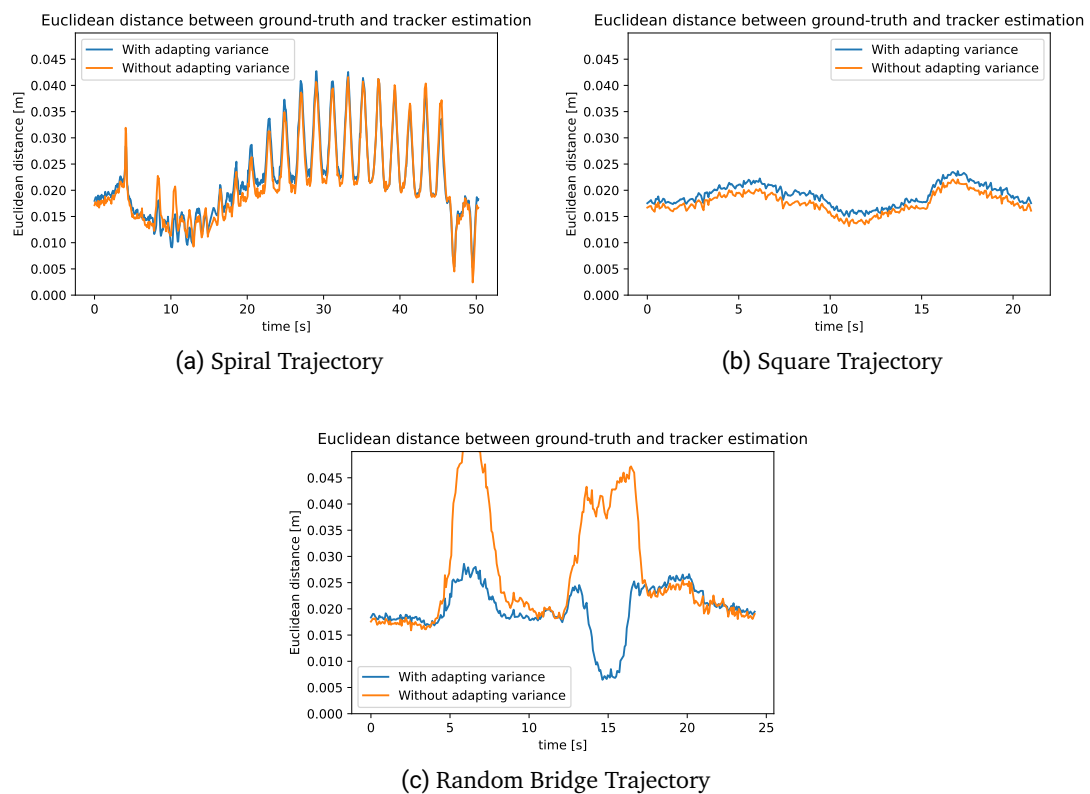 Euclidean distance between ground-truth and tracker estimation
With adapting variance
Without adapting variance
Euclidean distance [m]
0.045
0.040
0.035
0.030
0.025
0.020
0.015
0.010
0.005
0.000
0 10 20 30 40 50
time [s]
(a) Spiral Trajectory
Euclidean distance between ground-truth and tracker estimation
With adapting variance
Without adapting variance
Euclidean distance [m]
0.045
0.040
0.035
0.030
0.025
0.020
0.015
0.010
0.005
0.000
0 5 10 15 20
time [s]
(b) Square Trajectory
Euclidean distance between ground-truth and tracker estimation
Euclidean distance [m]
0.045
0.040
0.035
0.030
0.025
0.020
0.015
0.010
0.005
0.000
With adapting variance
Without adapting variance
0 5 10 15 20 25
time [s]
(c) Random Bridge Trajectory